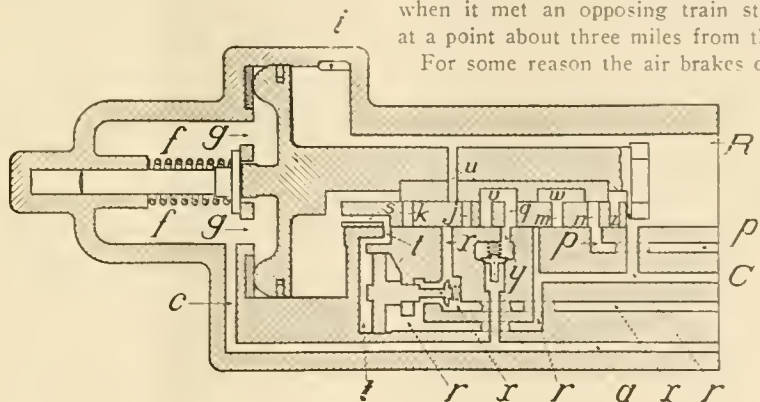 when it met an opposing train st
at a point about three miles from th
For some reason the air brakes o
i
f g
R
u
v w
s k j q m n
t r p p
y C
f g
c
t r x r a x r